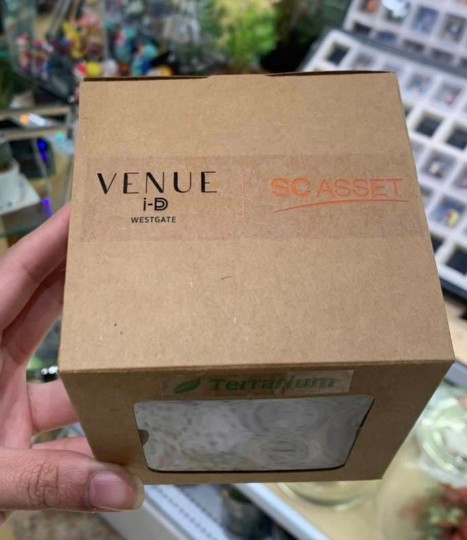 VENUE
i-D
WESTGATE
SC ASSET
Terrarium